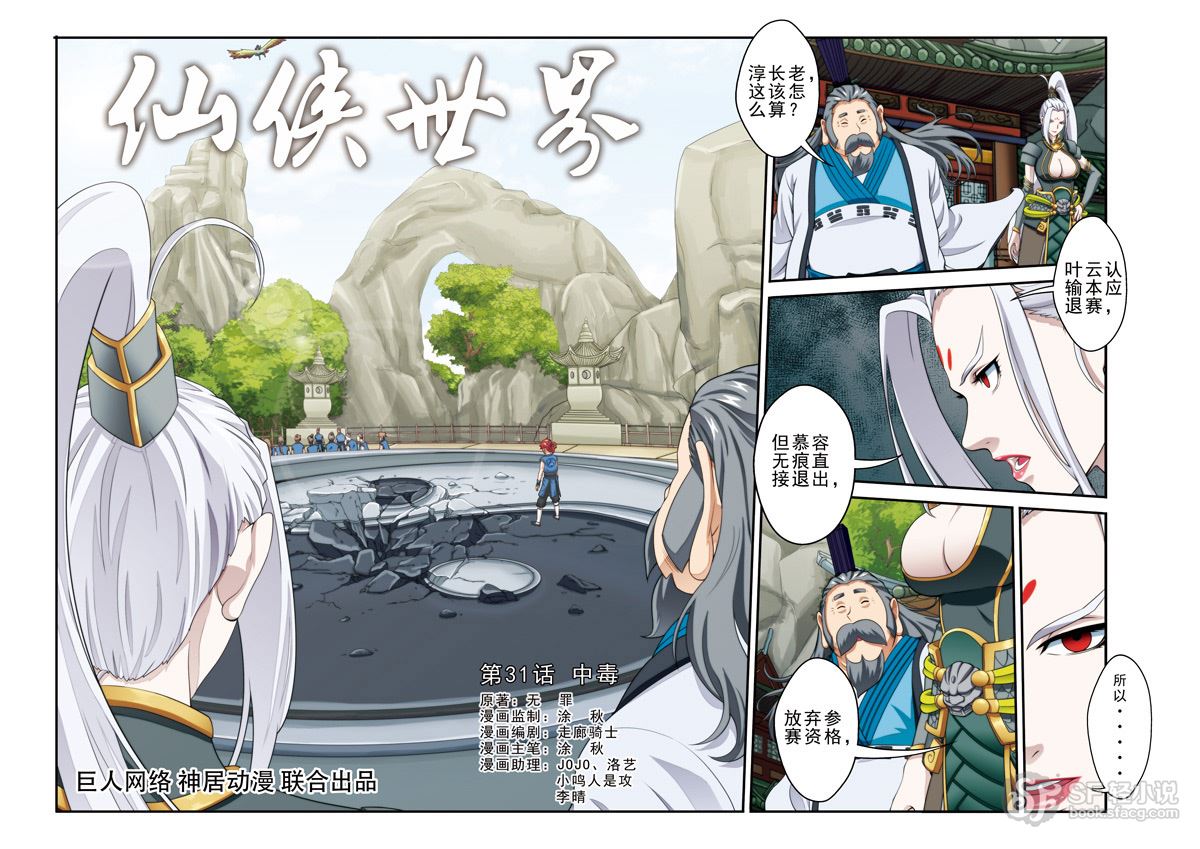 仙侠世界
第31话 中毒
原著：无 罪
漫画监制：涂 秋
漫画编剧：走廊骑士
漫画主笔：涂 秋
漫画助理：JOJO、洛艺
小鸣人是攻
李晴
巨人网络 神居动漫 联合出品
老，
长该
淳这
怎算？
么
认输，
应退
云本赛
叶
慕容
但无痕直
接退出，
放弃参
赛资格，
所以......
SF轻小说
book.sfacg.com